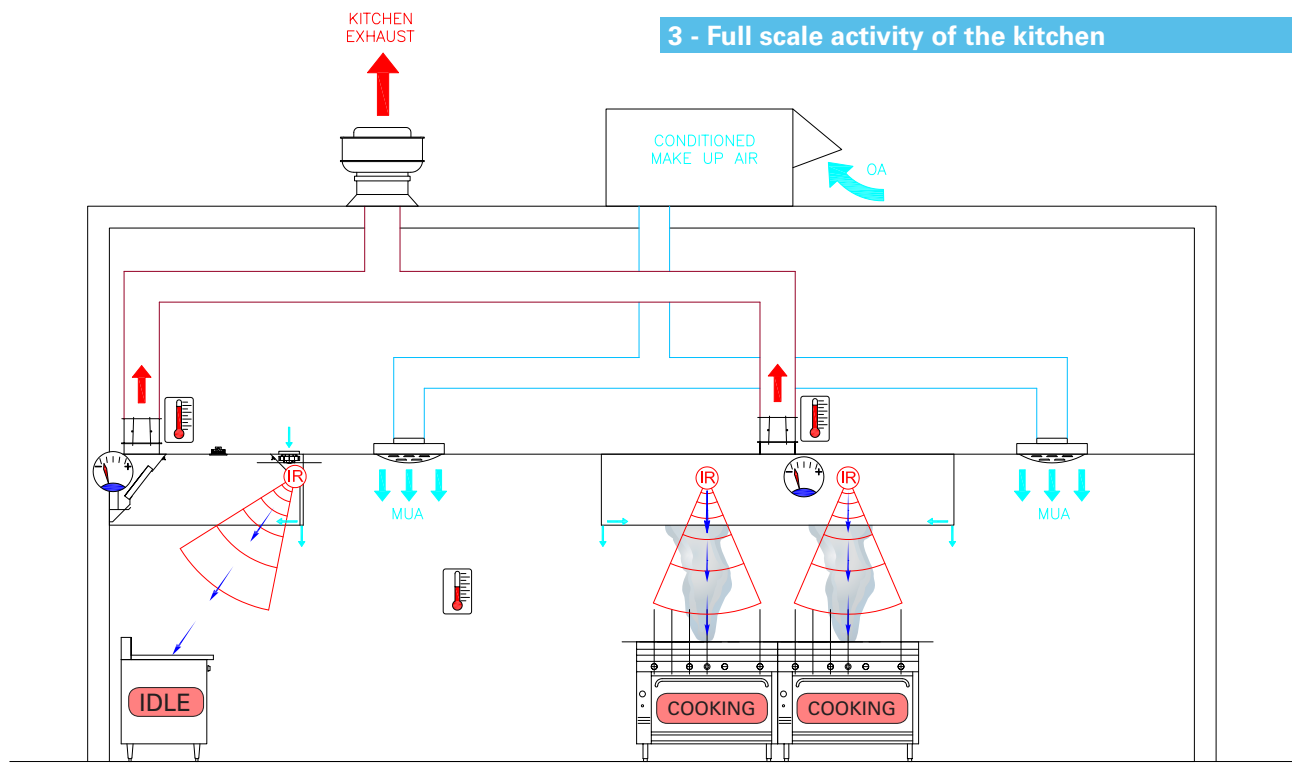 KITCHEN
EXHAUST
3 - Full scale activity of the kitchen
CONDITIONED
MAKE UP AIR
OA
- +
IR
IR
- +
IR
MUA
MUA
IDLE
COOKING
COOKING